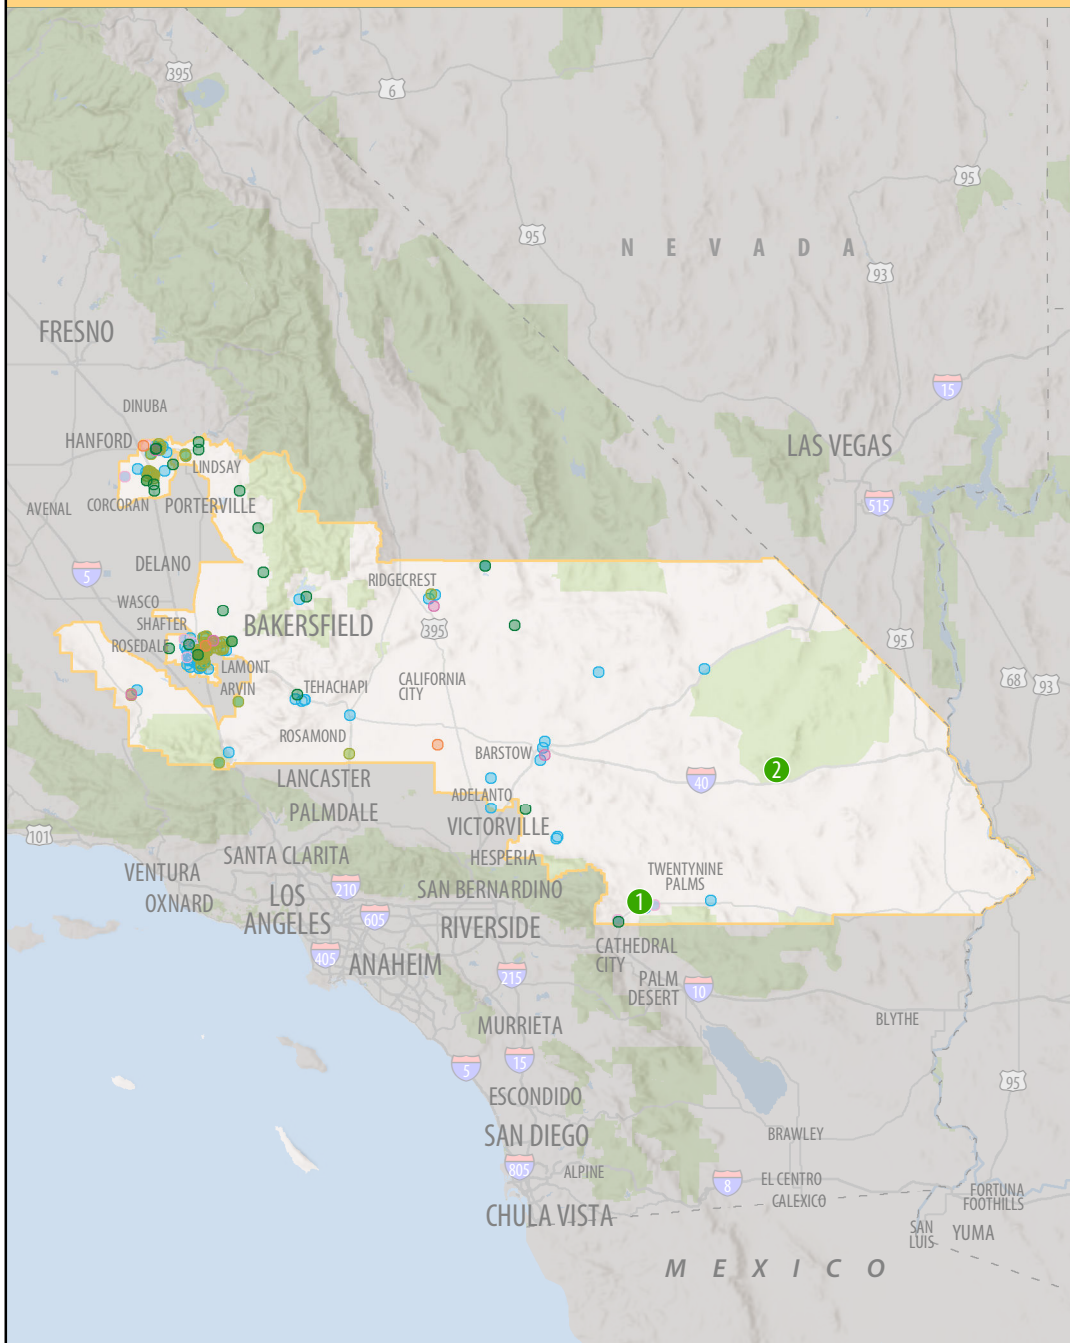 395
6
95
95
N E V A D A
93
FRESNO
15
DINUBA
HANFORD
LAS VEGAS
LINDSAY
CORCORAN
PORTERVILLE
AVENAL
515
DELANO
5
RIDGECREST
WASCO
SHAFTER
BAKERSFIELD
395
95
ROSEDALE
LAMONT
68
93
ARVIN
TEHACHAPI
CALIFORNIA
CITY
ROSAMOND
BARSTOW
2
LANCASTER
40
ADELANTO
PALMDALE
VICTORVILLE
101
SANTA CLARITA
HESPERIA
VENTURA
TWENTYNINE
PALMS
210
SAN BERNARDINO
OXNARD
LOS
ANGELES
1
605
RIVERSIDE
405
ANAHEIM
CATHEDRAL
CITY
215
PALM
DESERT
10
MURRIETA
BLYTHE
5
15
95
ESCONDIDO
SAN DIEGO
BRAWLEY
805
ALPINE
8
EL CENTRO
CALEXICO
FORTUNA
FOOTHILLS
CHULA VISTA
SAN
LUIS
YUMA
M E X I C O